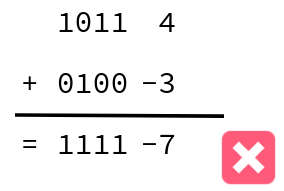 1011 4
+ 0100 -3
= 1111 -7